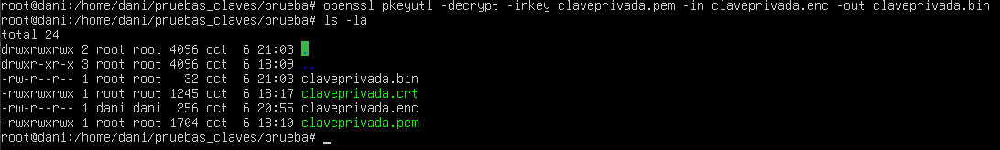 root@dani:/home/dani/pruebas_claves/prueba# openssl pkeyutl -decrypt -inkey claveprivada.pem -in claveprivada.enc -out claveprivada.bin
root@dani:/home/dani/pruebas_claves/prueba# ls -la
total 24
drwxrwxrwx 2 root root 4096 oct  6 21:03 .
drwxr-xr-x 3 root root 4096 oct  6 18:09 ..
-rw-r--r-- 1 root root   32 oct  6 21:03 claveprivada.bin
-rwxrwxrwx 1 root root 1245 oct  6 18:17 claveprivada.crt
-rw-r--r-- 1 dani dani  256 oct  6 20:55 claveprivada.enc
-rwxrwxrwx 1 root root 1704 oct  6 18:10 claveprivada.pem
root@dani:/home/dani/pruebas_claves/prueba# _